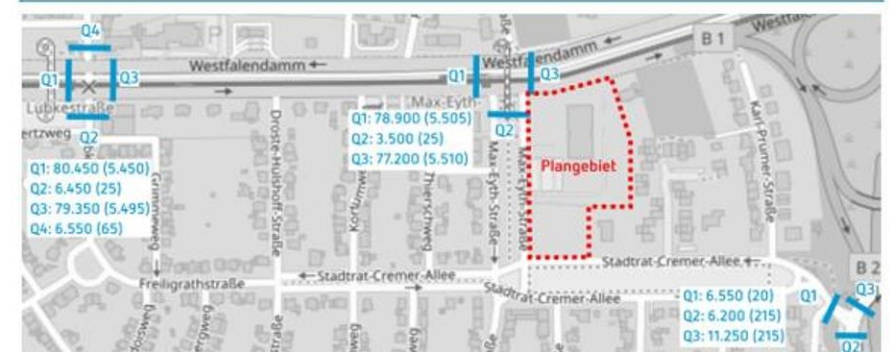 Q4
Q1
Q3
Q2
Lübkestraße
Westfalendamm ←
Westfalendamm ←
B 1
→
Max-Eyth-
Q1
Q3
Q2
Q1: 78.900 (5.505)
Q2: 3.500 (25)
Q3: 77.200 (5.510)
Q1: 80.450 (5.450)
Q2: 6.450 (25)
Q3: 79.350 (5.495)
Q4: 6.550 (65)
Droste-Hülshoff-Straße
Thierschweg
Max-Eyth-Straße
Max-Eyth-Straße
Plangebiet
Karl-Prümer-Straße
Freiligrathstraße
← Stadtrat-Cremer-Allee
Stadtrat-Cremer-Allee
Stadtrat-Cremer-Allee ←
B 2
Q1: 6.550 (20)
Q2: 6.200 (215)
Q3: 11.250 (215)
Q1
Q3
Q2